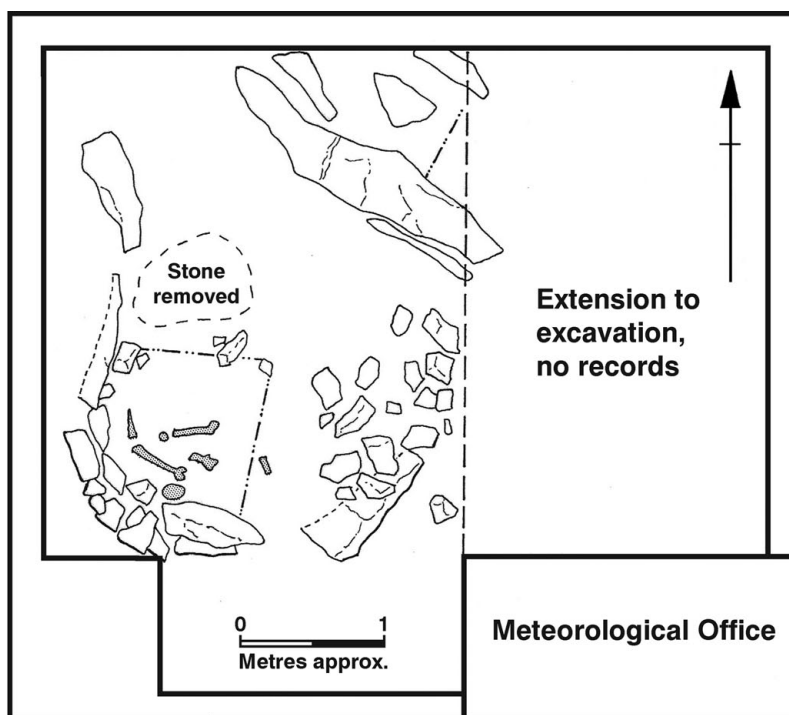 Stone
removed
Extension to
excavation,
no records
0 1
Metres approx.
Meteorological Office